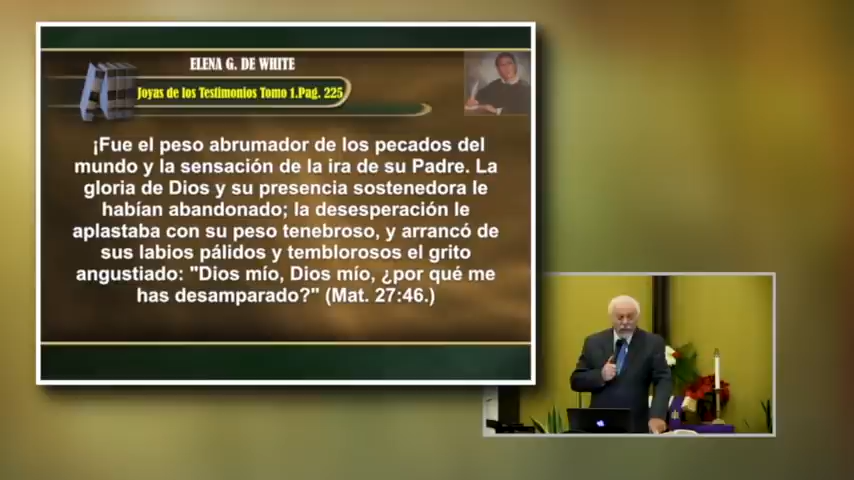 ELENA G. DE WHITE
Joyas de los Testimonios Tomo 1.Pag. 225
¡Fue el peso abrumador de los pecados del
mundo y la sensación de la ira de su Padre. La
gloria de Dios y su presencia sostenedora le
habían abandonado; la desesperación le
aplastaba con su peso tenebroso, y arrancó de
sus labios pálidos y temblorosos el grito
angustiado: "Dios mío, Dios mío, ¿por qué me
has desamparado?" (Mat. 27:46.)